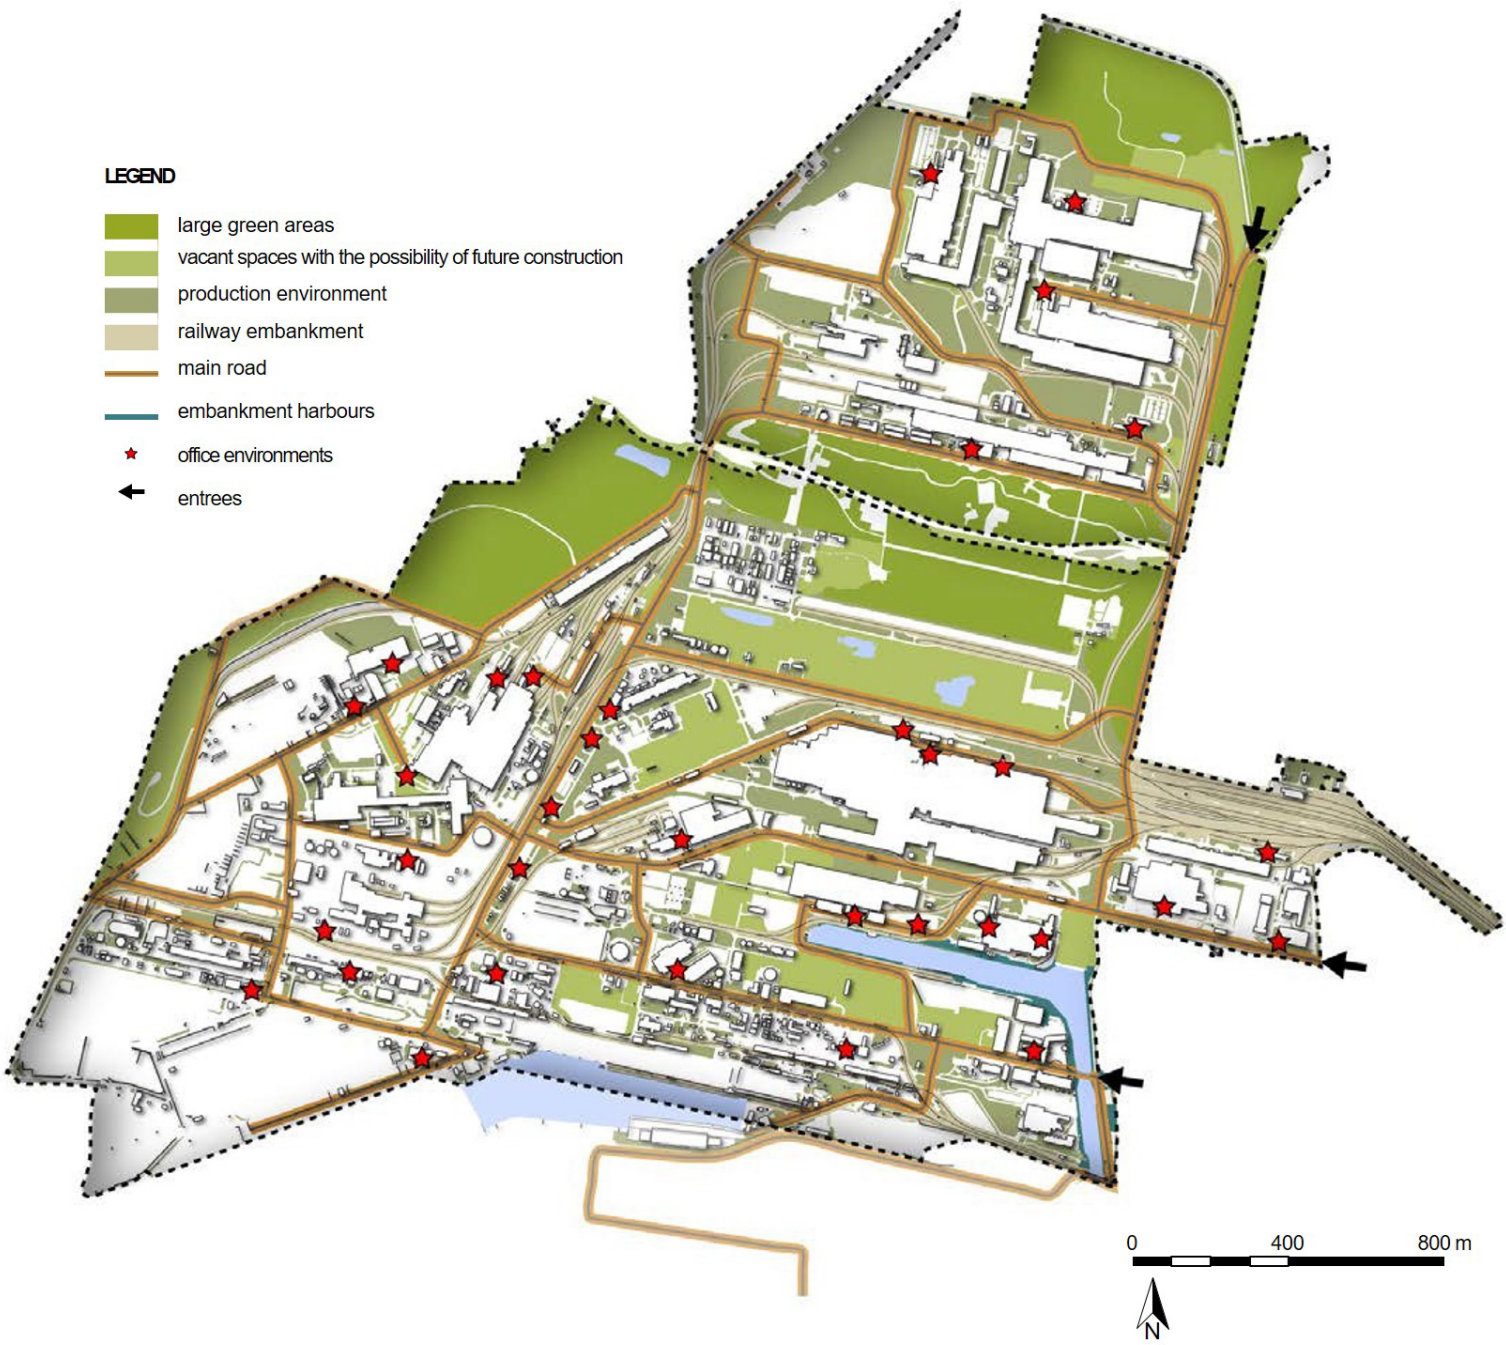 LEGEND
large green areas
vacant spaces with the possibility of future construction
production environment
railway embankment
main road
embankment harbours
office environments
entrees
0 400 800 m
N